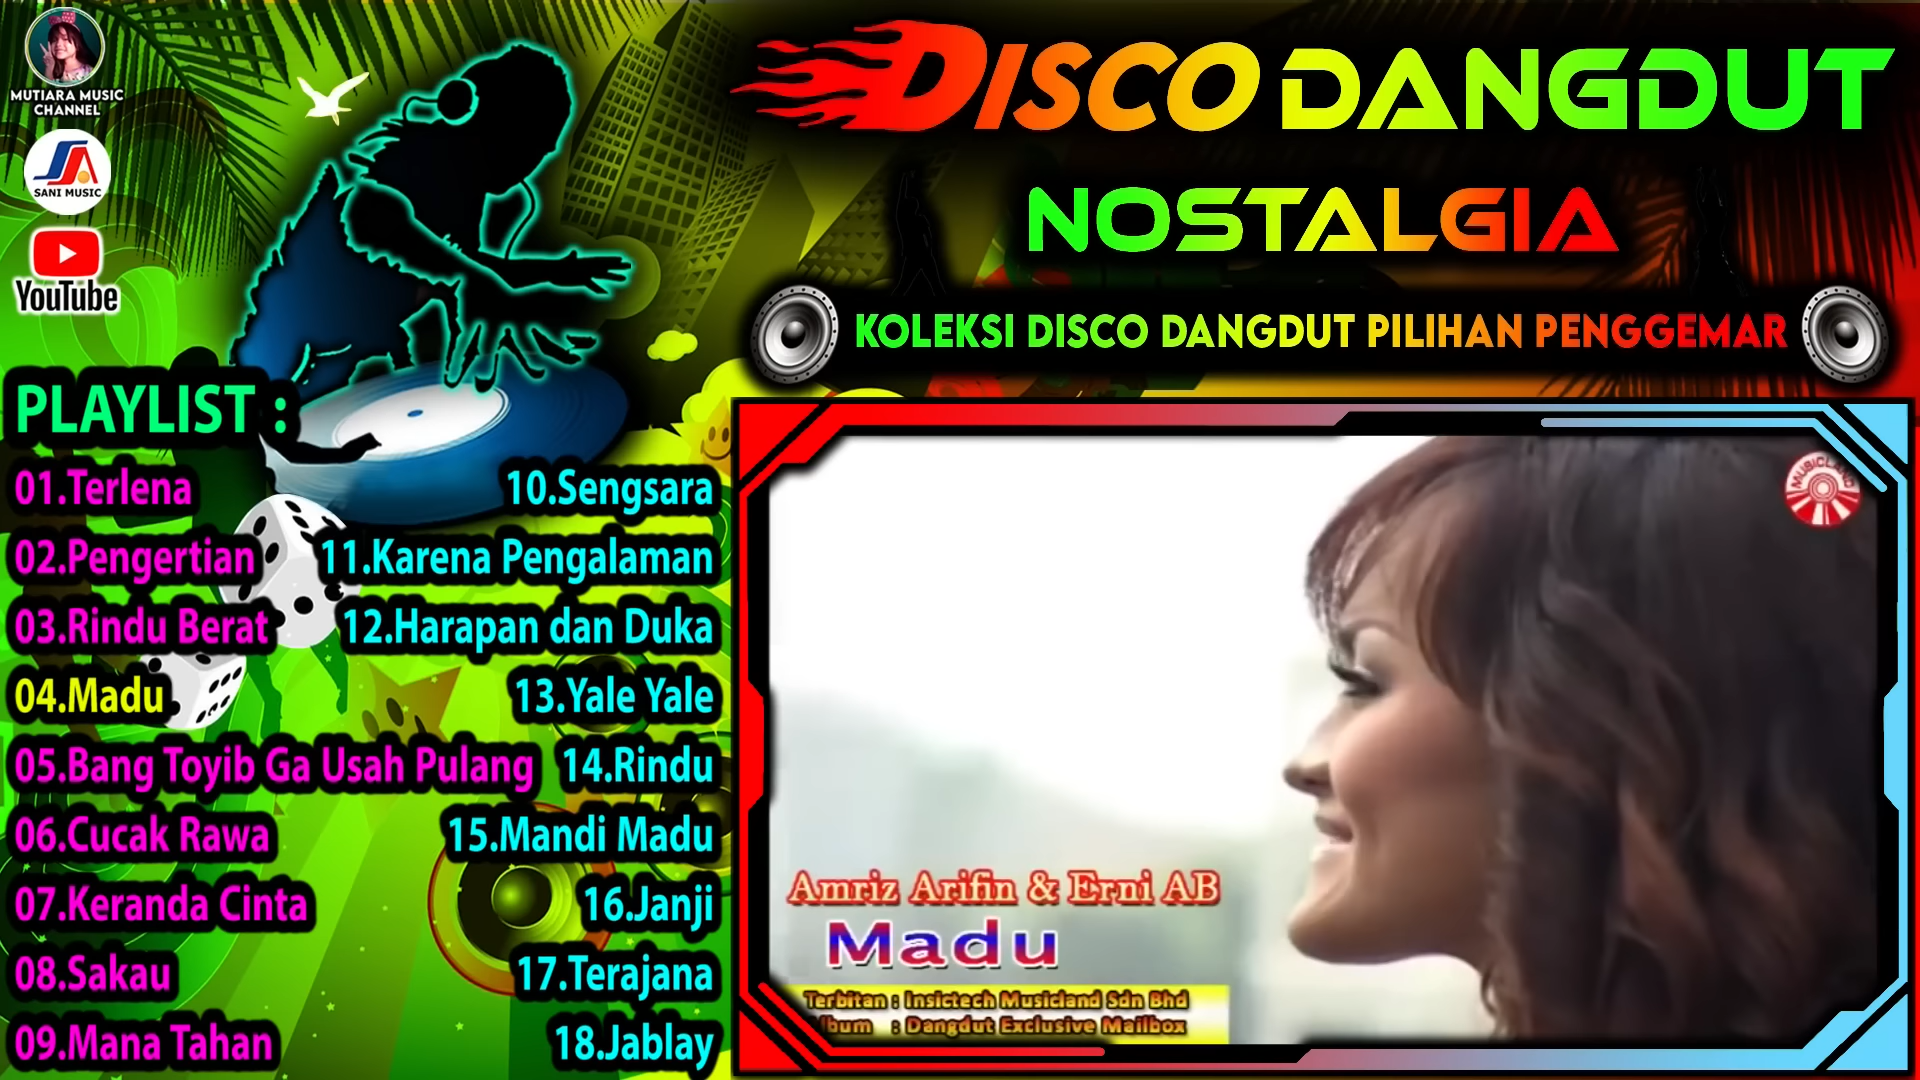 MUTIARA MUSIC
CHANNEL
SANI MUSIC
YouTube
DISCO DANGDUT
NOSTALGIA
KOLEKSI DISCO DANGDUT PILIHAN PENGGEMAR
PLAYLIST :
01.Terlena
02.Pengertian
03.Rindu Berat
04.Madu
05.Bang Toyib Ga Usah Pulang
06.Cucak Rawa
07.Keranda Cinta
08.Sakau
09.Mana Tahan
10.Sengsara
11.Karena Pengalaman
12.Harapan dan Duka
13.Yale Yale
14.Rindu
15.Mandi Madu
16.Janji
17.Terajana
18.Jablay
MUSICLAND
Amriz Arifin & Erni AB
Madu
Terbitan : Insictech Musicland Sdn Bhd
lbum : Dangdut Exclusive Mailbox